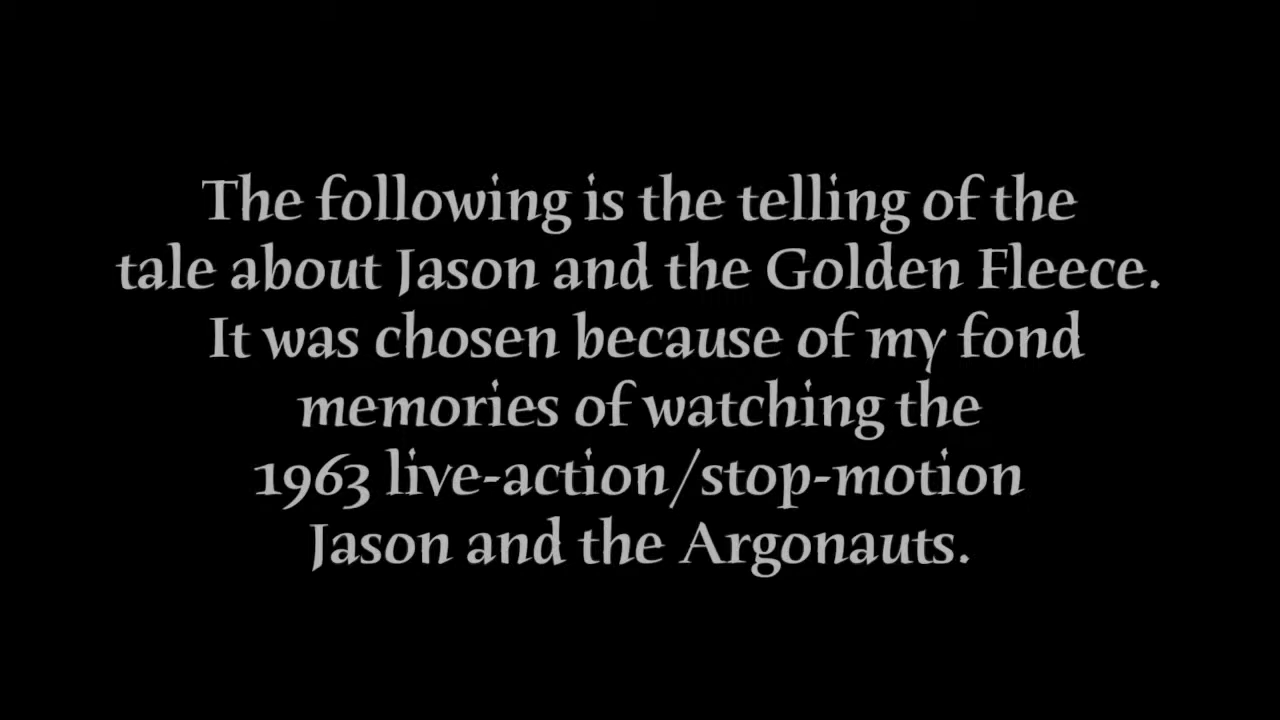 The following is the telling of the
tale about Jason and the Golden Fleece.
It was chosen because of my fond
memories of watching the
1963 live-action/stop-motion
Jason and the Argonauts.